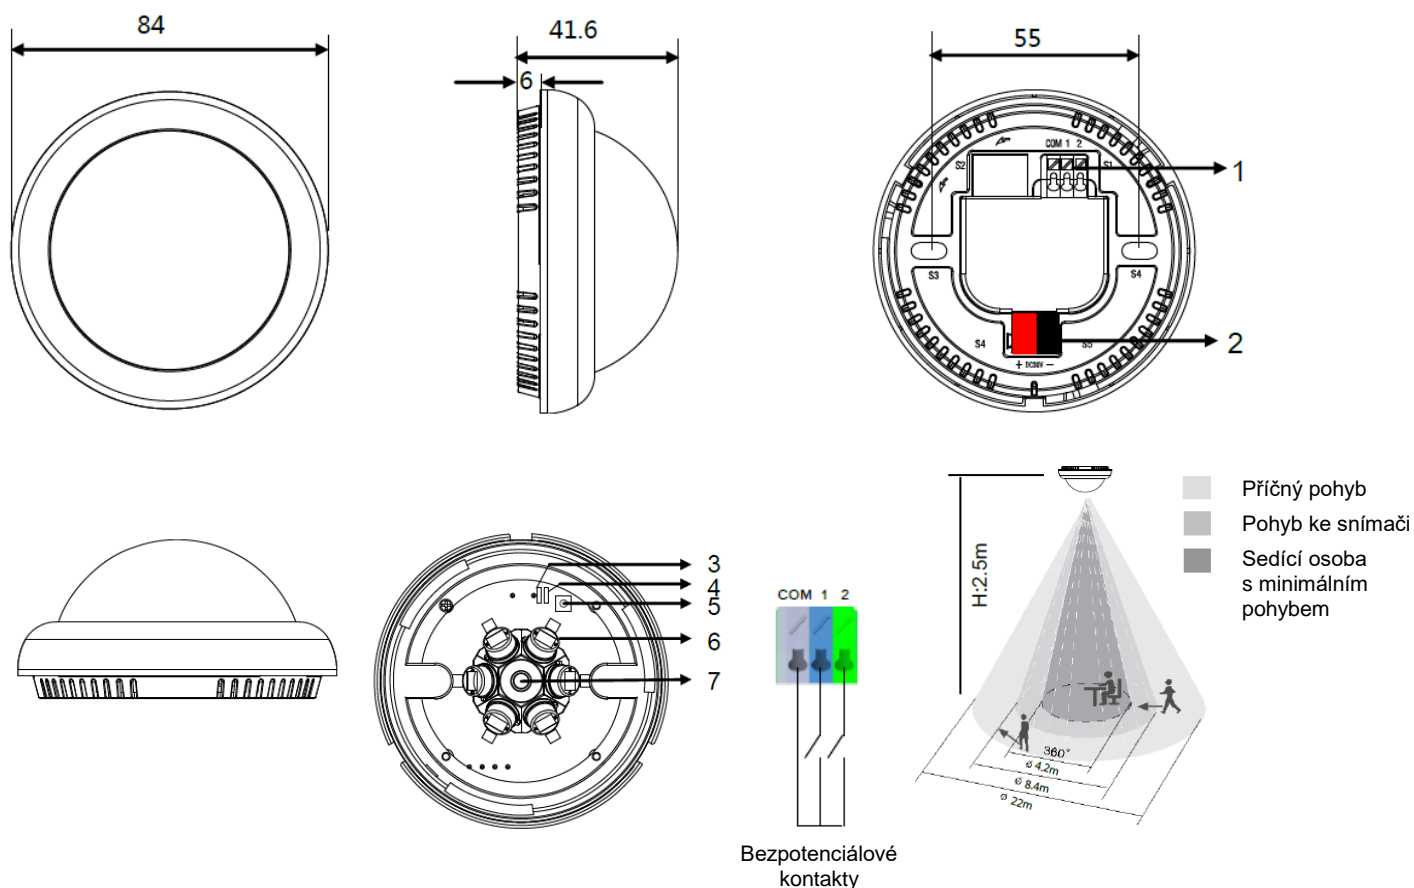 84
41.6
6
55
COM 1 2
S2
S1
1
S3
S4
S4
S5
2
+ DC30V −
3
4
5
6
7
COM 1 2
Bezpotenciálové
kontakty
H:2.5m
360°
ø 4.2m
ø 8.4m
ø 22m
Příčný pohyb
Pohyb ke snímači
Sedící osoba
s minimálním
pohybem